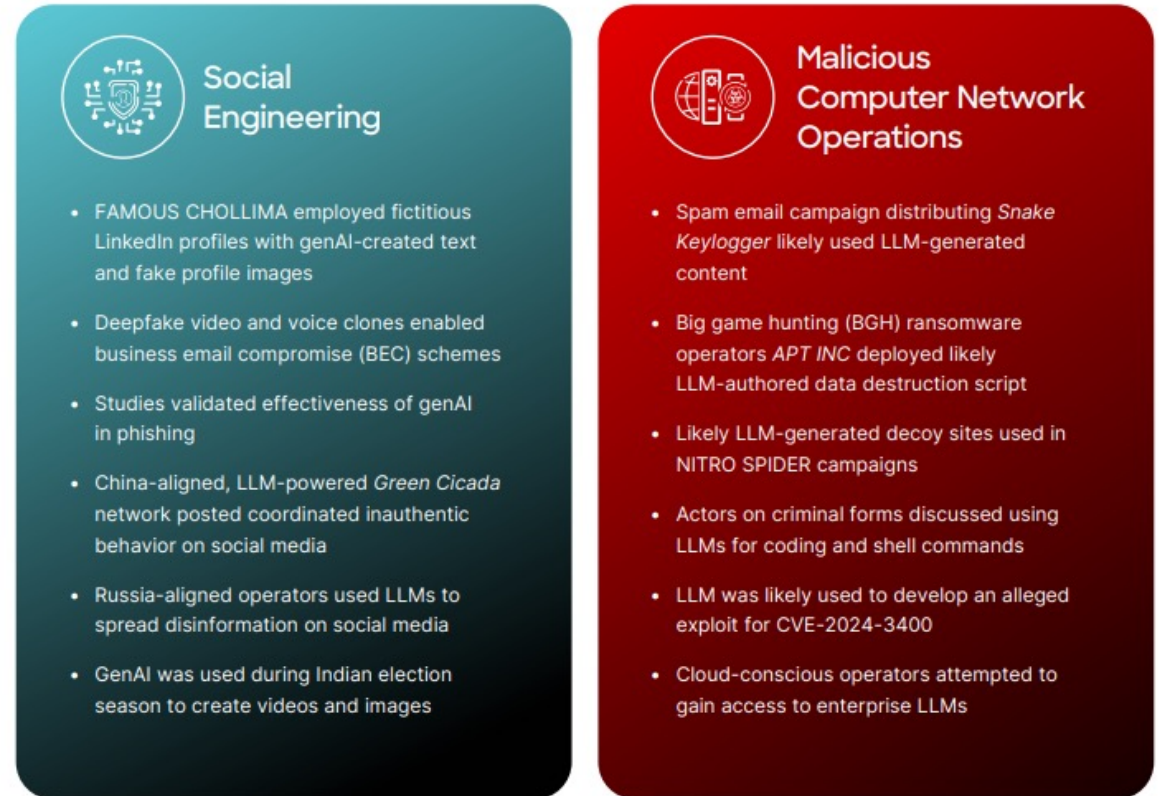 Social
Engineering
• FAMOUS CHOLLIMA employed fictitious
LinkedIn profiles with genAI-created text
and fake profile images
• Deepfake video and voice clones enabled
business email compromise (BEC) schemes
• Studies validated effectiveness of genAI
in phishing
• China-aligned, LLM-powered Green Cicada
network posted coordinated inauthentic
behavior on social media
• Russia-aligned operators used LLMs to
spread disinformation on social media
• GenAI was used during Indian election
season to create videos and images
Malicious
Computer Network
Operations
• Spam email campaign distributing Snake
Keylogger likely used LLM-generated
content
• Big game hunting (BGH) ransomware
operators APT INC deployed likely
LLM-authored data destruction script
• Likely LLM-generated decoy sites used in
NITRO SPIDER campaigns
• Actors on criminal forms discussed using
LLMs for coding and shell commands
• LLM was likely used to develop an alleged
exploit for CVE-2024-3400
• Cloud-conscious operators attempted to
gain access to enterprise LLMs